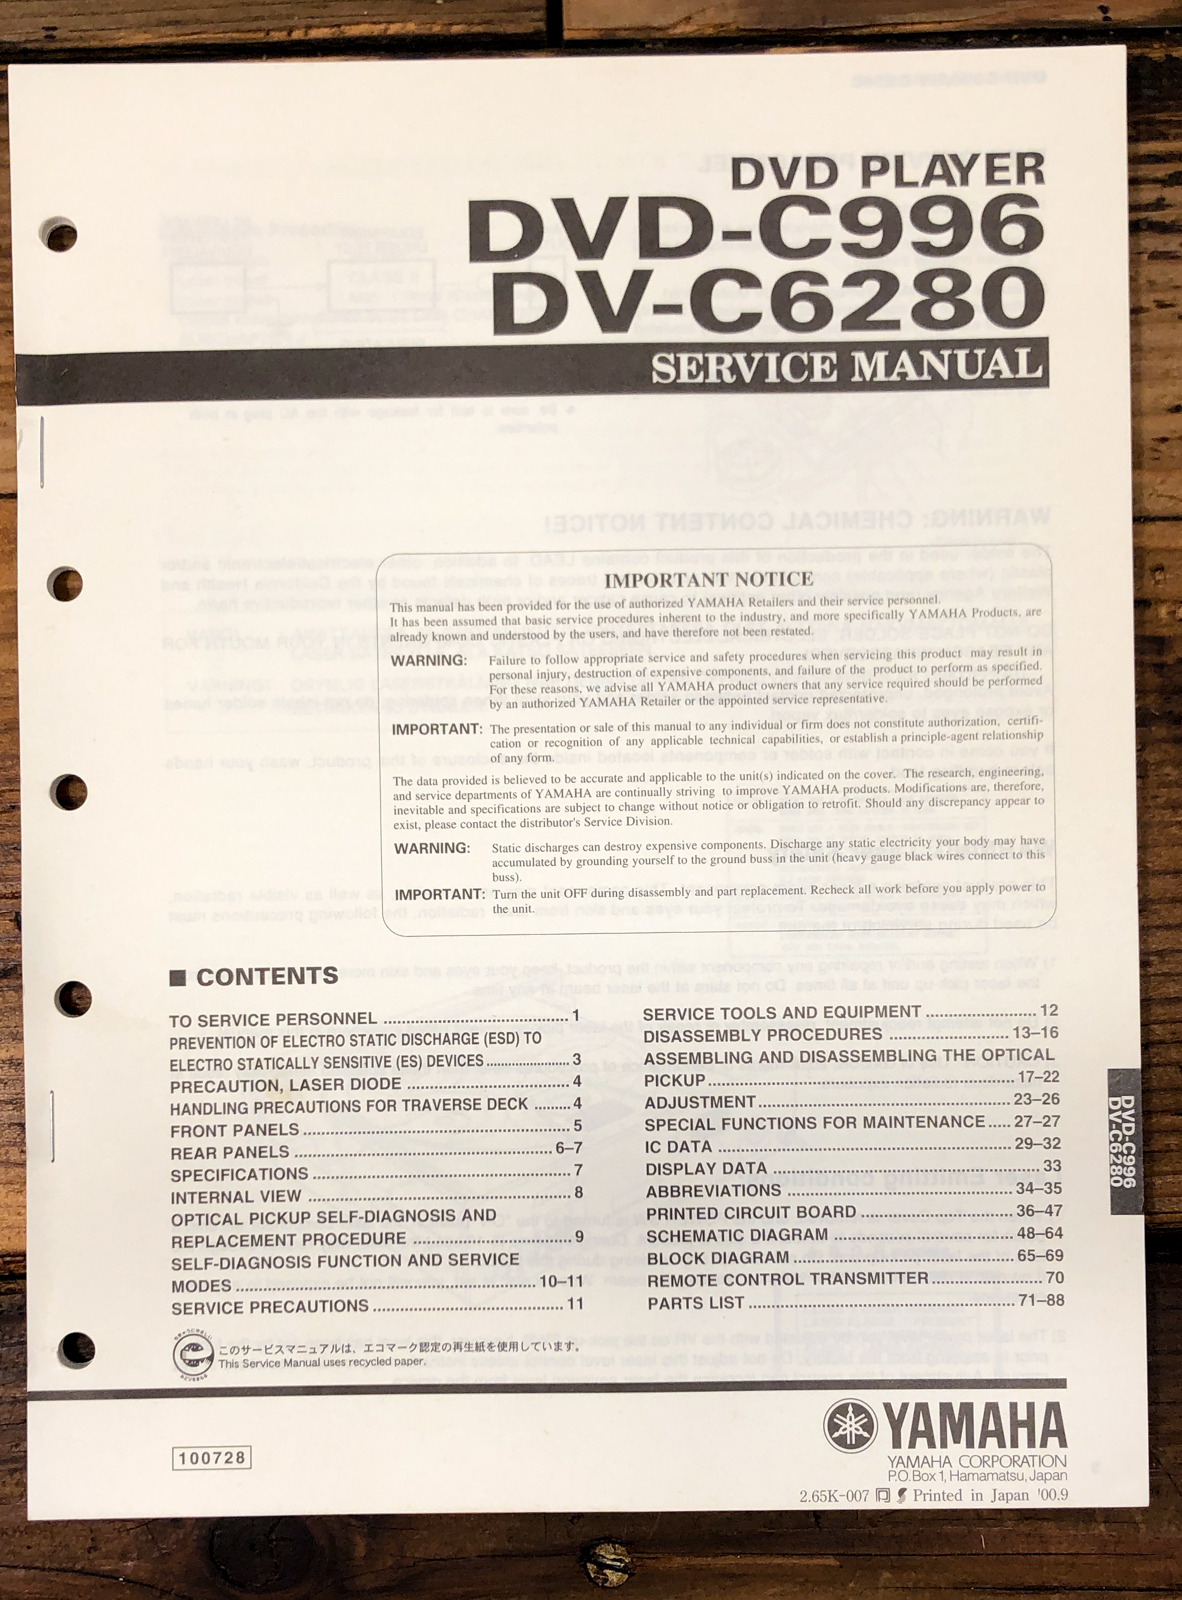 DVD PLAYER
DVD-C996
DV-C6280
SERVICE MANUAL
IMPORTANT NOTICE
This manual has been provided for the use of authorized YAMAHA Retailers and their service personnel.
It has been assumed that basic service procedures inherent to the industry, and more specifically YAMAHA Products, are
already known and understood by the users, and have therefore not been restated.
WARNING: Failure to follow appropriate service and safety procedures when servicing this product may result in
personal injury, destruction of expensive components, and failure of the product to perform as specified.
For these reasons, we advise all YAMAHA product owners that any service required should be performed
by an authorized YAMAHA Retailer or the appointed service representative.
IMPORTANT: The presentation or sale of this manual to any individual or firm does not constitute authorization, certifi-
cation or recognition of any applicable technical capabilities, or establish a principle-agent relationship
of any form.
The data provided is believed to be accurate and applicable to the unit(s) indicated on the cover. The research, engineering,
and service departments of YAMAHA are continually striving to improve YAMAHA products. Modifications are, therefore,
inevitable and specifications are subject to change without notice or obligation to retrofit. Should any discrepancy appear to
exist, please contact the distributor's Service Division.
WARNING: Static discharges can destroy expensive components. Discharge any static electricity your body may have
accumulated by grounding yourself to the ground buss in the unit (heavy gauge black wires connect to this
buss).
IMPORTANT: Turn the unit OFF during disassembly and part replacement. Recheck all work before you apply power to
the unit.
■ CONTENTS
TO SERVICE PERSONNEL ........................................ 1
PREVENTION OF ELECTRO STATIC DISCHARGE (ESD) TO
ELECTRO STATICALLY SENSITIVE (ES) DEVICES ..................... 3
PRECAUTION, LASER DIODE .................................... 4
HANDLING PRECAUTIONS FOR TRAVERSE DECK ......... 4
FRONT PANELS .......................................................... 5
REAR PANELS ........................................................ 6–7
SPECIFICATIONS ........................................................ 7
INTERNAL VIEW ......................................................... 8
OPTICAL PICKUP SELF-DIAGNOSIS AND
REPLACEMENT PROCEDURE .................................... 9
SELF-DIAGNOSIS FUNCTION AND SERVICE
MODES .................................................................. 10–11
SERVICE PRECAUTIONS .......................................... 11
SERVICE TOOLS AND EQUIPMENT ........................ 12
DISASSEMBLY PROCEDURES ........................... 13–16
ASSEMBLING AND DISASSEMBLING THE OPTICAL
PICKUP ................................................................. 17–22
ADJUSTMENT ....................................................... 23–26
SPECIAL FUNCTIONS FOR MAINTENANCE ..... 27–27
IC DATA ................................................................ 29–32
DISPLAY DATA ........................................................... 33
ABBREVIATIONS .................................................. 34–35
PRINTED CIRCUIT BOARD .................................. 36–47
SCHEMATIC DIAGRAM ........................................ 48–64
BLOCK DIAGRAM ................................................ 65–69
REMOTE CONTROL TRANSMITTER ........................ 70
PARTS LIST .......................................................... 71–88
DVD-C996
DV-C6280
このサービスマニュアルは、エコマーク認定の再生紙を使用しています。
This Service Manual uses recycled paper.
YAMAHA
100728
YAMAHA CORPORATION
P.O.Box 1, Hamamatsu, Japan
2.65K-007 Printed in Japan '00.9